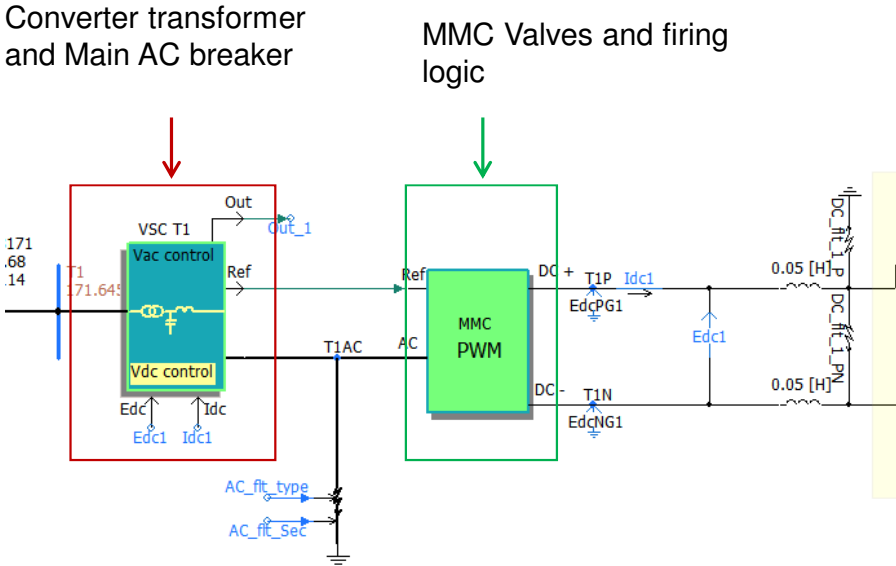 Converter transformer
and Main AC breaker
MMC Valves and firing
logic
VSC T1
Out
Out_1
3171
.68
.14
T1
171.645
Vac control
Ref
Ref
Vdc control
Edc
Idc
Edc1
Idc1
T1AC
AC
MMC
PWM
DC +
T1P
Idc1
EdcPG1
Edc1
DC -
T1N
EdcNG1
0.05 [H]
0.05 [H]
DC_flt_1_P
DC_flt_1_PN
AC_flt_type
AC_flt_Sec